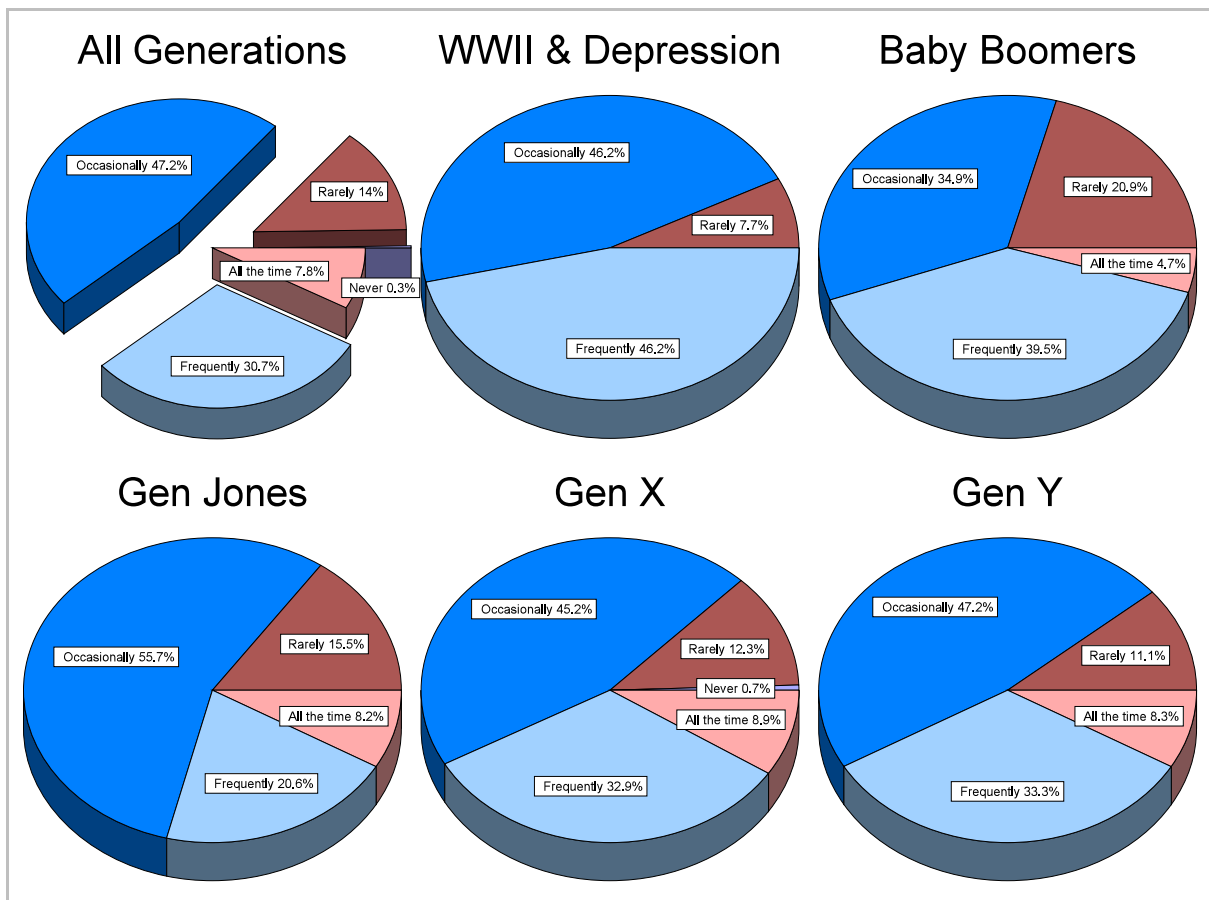 All Generations
Occasionally 47.2%
Rarely 14%
All the time 7.8%
Never 0.3%
Frequently 30.7%
WWII & Depression
Occasionally 46.2%
Rarely 7.7%
Frequently 46.2%
Baby Boomers
Occasionally 34.9%
Rarely 20.9%
All the time 4.7%
Frequently 39.5%
Gen Jones
Occasionally 55.7%
Rarely 15.5%
All the time 8.2%
Frequently 20.6%
Gen X
Occasionally 45.2%
Rarely 12.3%
Never 0.7%
All the time 8.9%
Frequently 32.9%
Gen Y
Occasionally 47.2%
Rarely 11.1%
All the time 8.3%
Frequently 33.3%